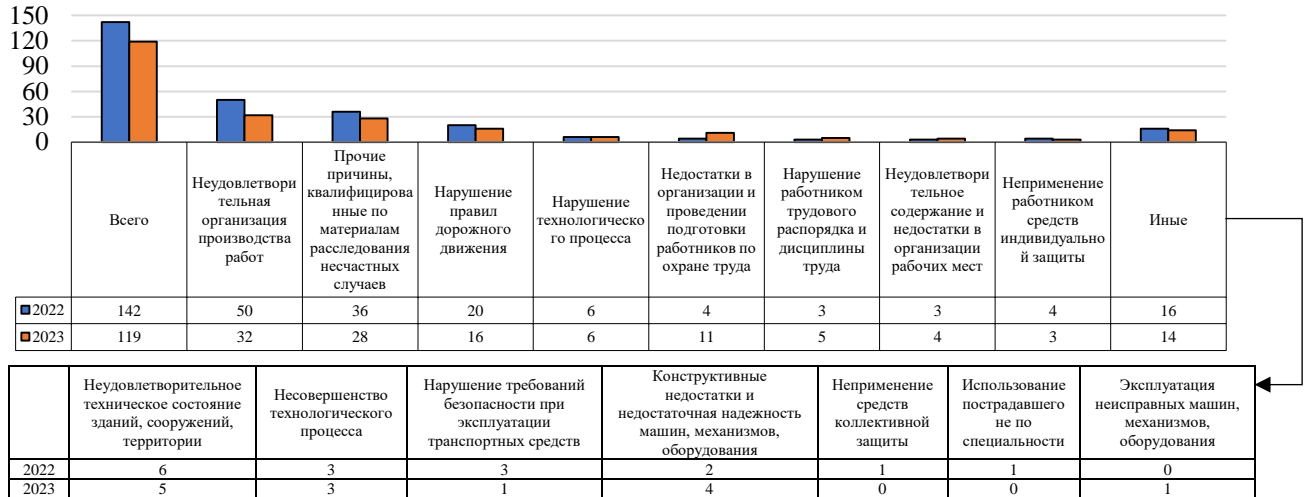 150
120
90
60
30
0
Всего
Неудовлетвори
тельная
организация
производства
работ
Прочие
причины,
квалифицирова
нные по
материалам
расследования
несчастных
случаев
Нарушение
правил
дорожного
движения
Нарушение
технологическо
го процесса
Недостатки в
организации и
проведении
подготовки
работников по
охране труда
Нарушение
работником
трудового
распорядка и
дисциплины
труда
Неудовлетвори
тельное
содержание и
недостатки в
организации
рабочих мест
Неприменение
работником
средств
индивидуально
й защиты
Иные
2022 142 50 36 20 6 4 3 3 4 16
2023 119 32 28 16 6 11 5 4 3 14
Неудовлетворительное
техническое состояние
зданий, сооружений,
территории
Несовершенство
технологического
процесса
Нарушение требований
безопасности при
эксплуатации
транспортных средств
Конструктивные
недостатки и
недостаточная надежность
машин, механизмов,
оборудования
Неприменение
средств
коллективной
защиты
Использование
пострадавшего
не по
специальности
Эксплуатация
неисправных машин,
механизмов,
оборудования
2022 6 3 3 2 1 1 0
2023 5 3 1 4 0 0 1